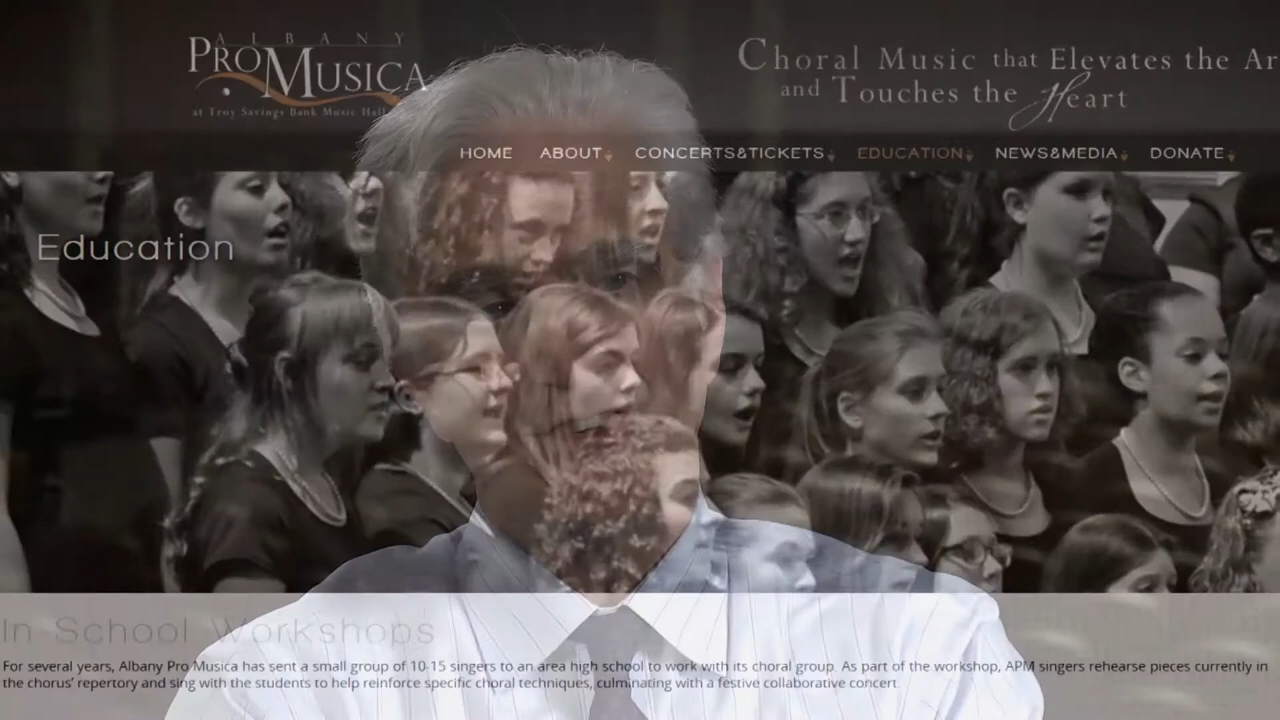 ALBANY
PRO MUSICA
at Troy Savings Bank Music Hall
Choral Music that Elevates the Ar
and Touches the Heart
HOME ABOUT CONCERTS&TICKETS EDUCATION NEWS&MEDIA DONATE
Education
In School Workshops
For several years, Albany Pro Musica has sent a small group of 10-15 singers to an area high school to work with its choral group. As part of the workshop, APM singers rehearse pieces currently in
the chorus' repertory and sing with the students to help reinforce specific choral techniques, culminating with a festive collaborative concert.